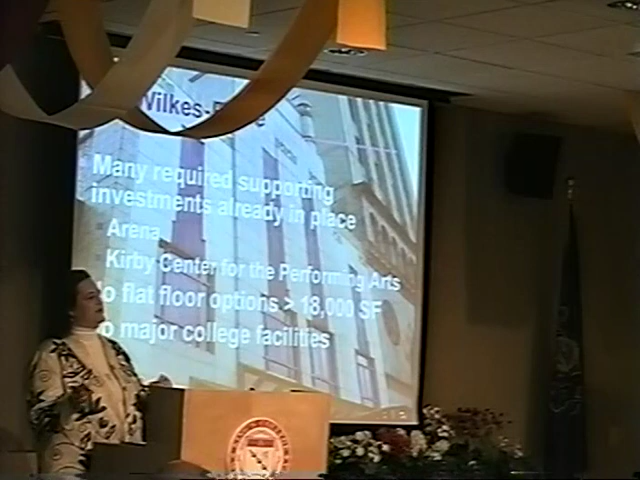 Many required supporting
investments already in place
Arena
Kirby Center for the Performing Arts
flat floor options > 18,000 SF
major college facilities